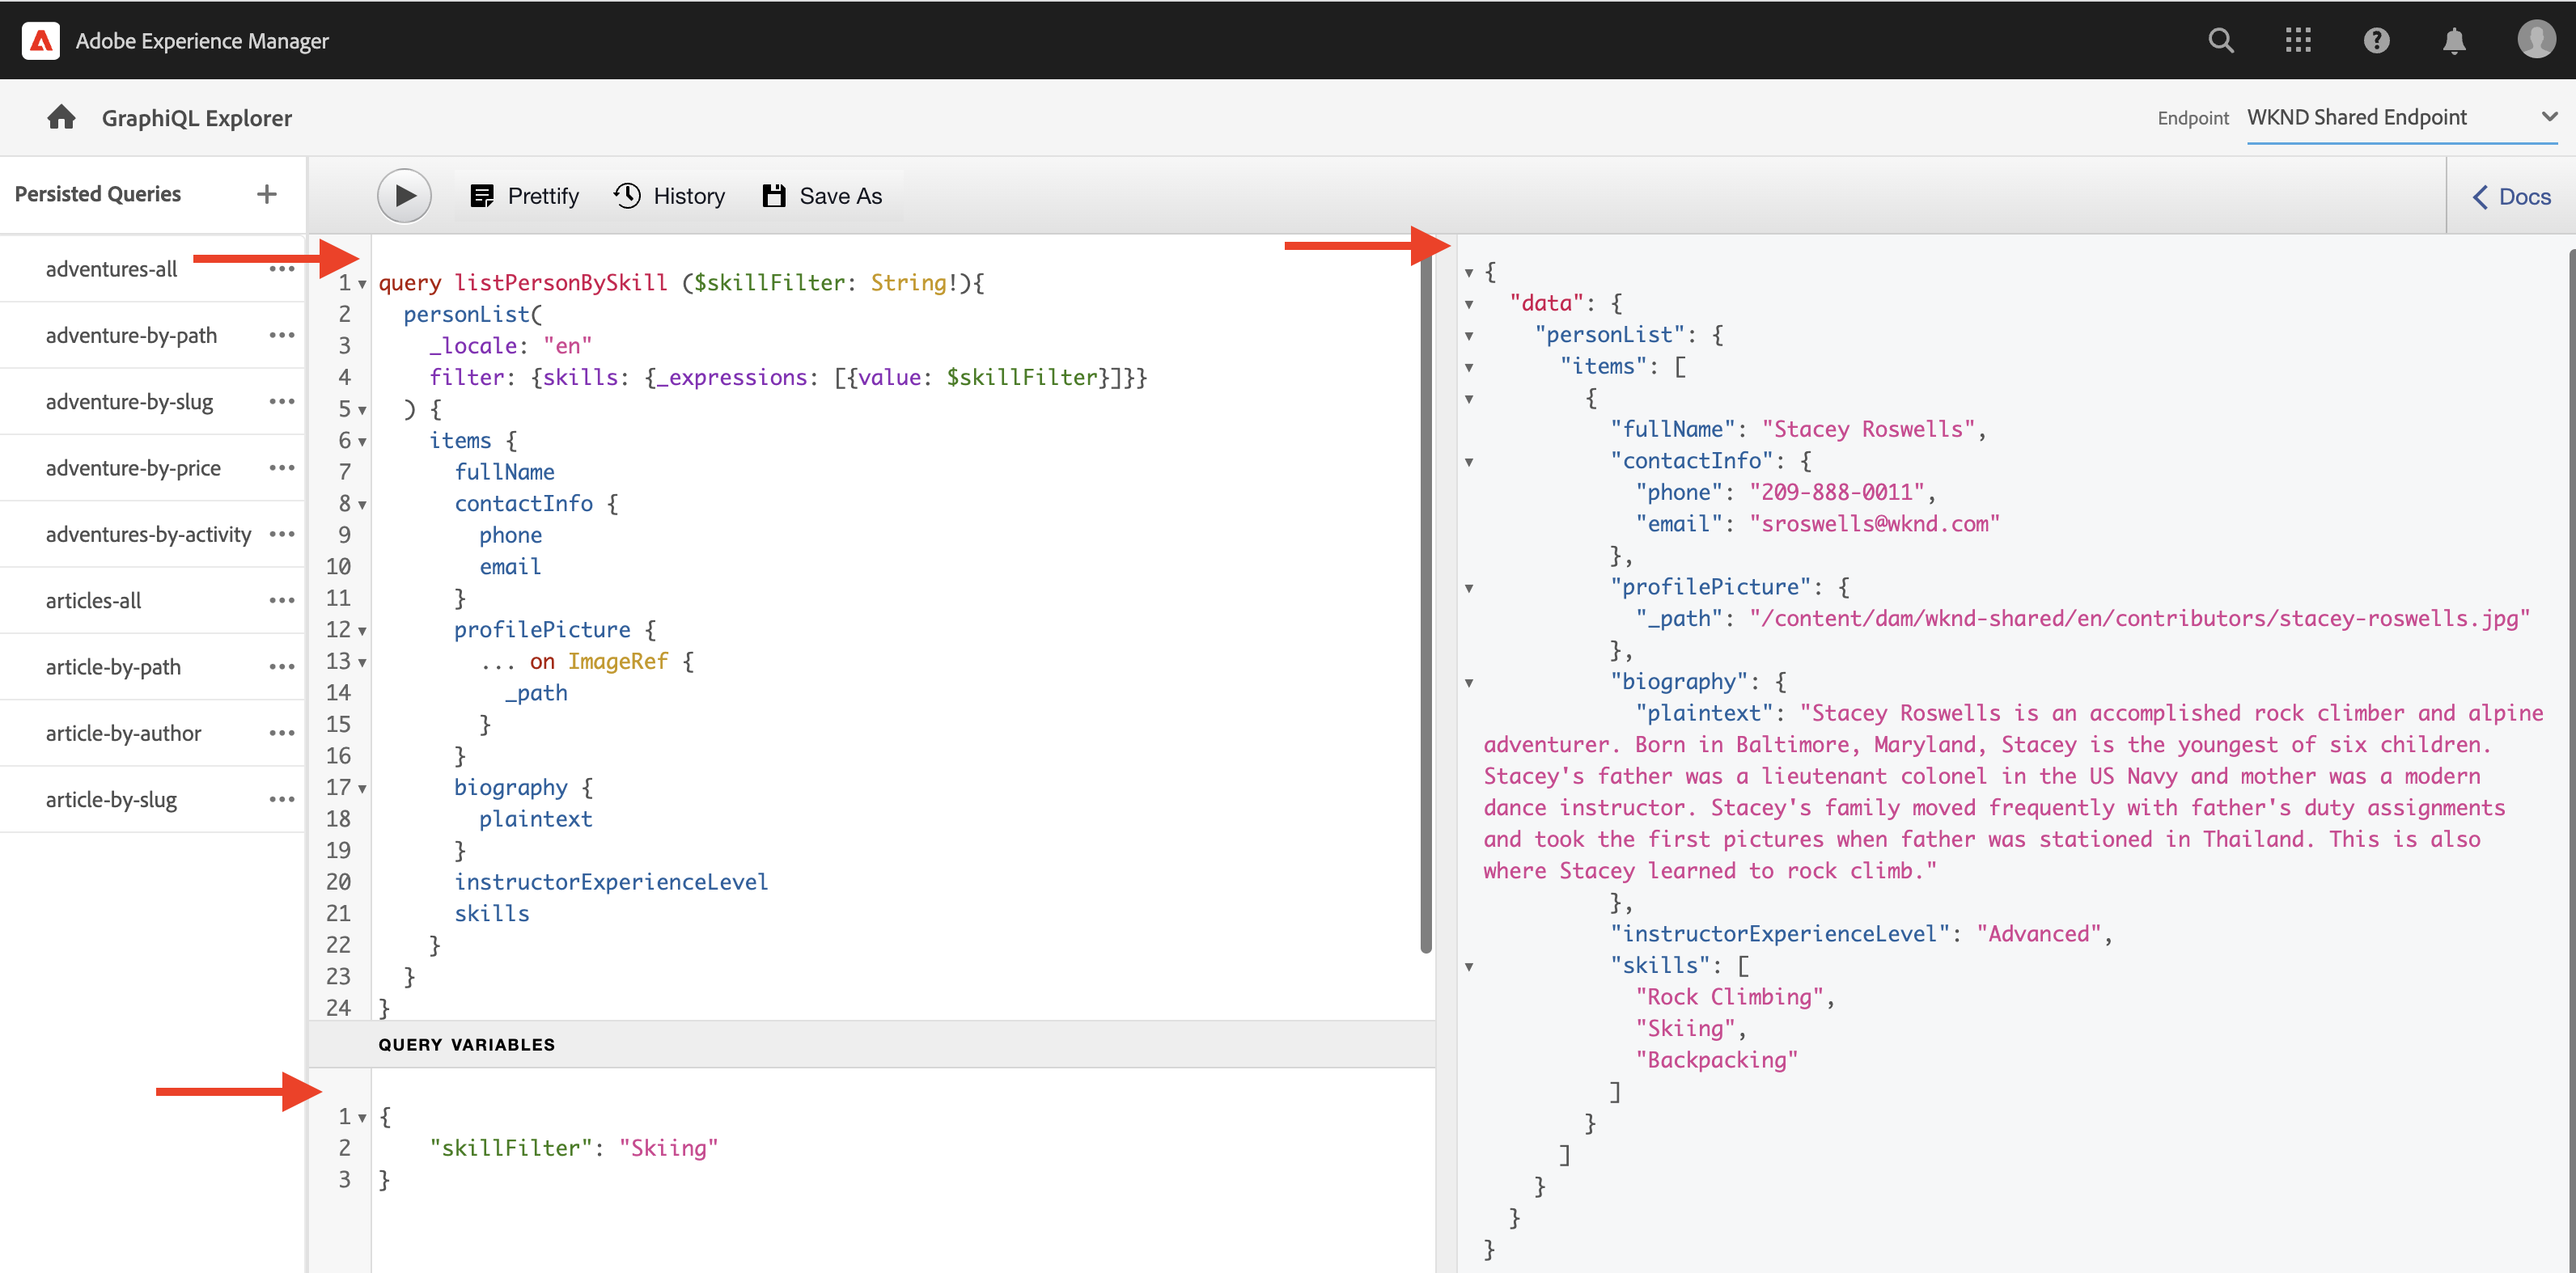 Adobe Experience Manager
GraphiQL Explorer
Endpoint WKND Shared Endpoint
Persisted Queries +
Prettify History Save As
Docs
adventures-all ...
adventure-by-path ...
adventure-by-slug ...
adventure-by-price ...
adventures-by-activity ...
articles-all ...
article-by-path ...
article-by-author ...
article-by-slug ...
1 query listPersonBySkill ($skillFilter: String!){
2 personList(
3 _locale: "en"
4 filter: {skills: {_expressions: [{value: $skillFilter}]}}
5 ) {
6 items {
7 fullName
8 contactInfo {
9 phone
10 email
11 }
12 profilePicture {
13 ... on ImageRef {
14 _path
15 }
16 }
17 biography {
18 plaintext
19 }
20 instructorExperienceLevel
21 skills
22 }
23 }
24 }
QUERY VARIABLES
1 {
2 "skillFilter": "Skiing"
3 }
{
"data": {
"personList": {
"items": [
{
"fullName": "Stacey Roswells",
"contactInfo": {
"phone": "209-888-0011",
"email": "sroswells@wknd.com"
},
"profilePicture": {
"_path": "/content/dam/wknd-shared/en/contributors/stacey-roswells.jpg"
},
"biography": {
"plaintext": "Stacey Roswells is an accomplished rock climber and alpine
adventurer. Born in Baltimore, Maryland, Stacey is the youngest of six children.
Stacey's father was a lieutenant colonel in the US Navy and mother was a modern
dance instructor. Stacey's family moved frequently with father's duty assignments
and took the first pictures when father was stationed in Thailand. This is also
where Stacey learned to rock climb."
},
"instructorExperienceLevel": "Advanced",
"skills": [
"Rock Climbing",
"Skiing",
"Backpacking"
]
}
]
}
}
}